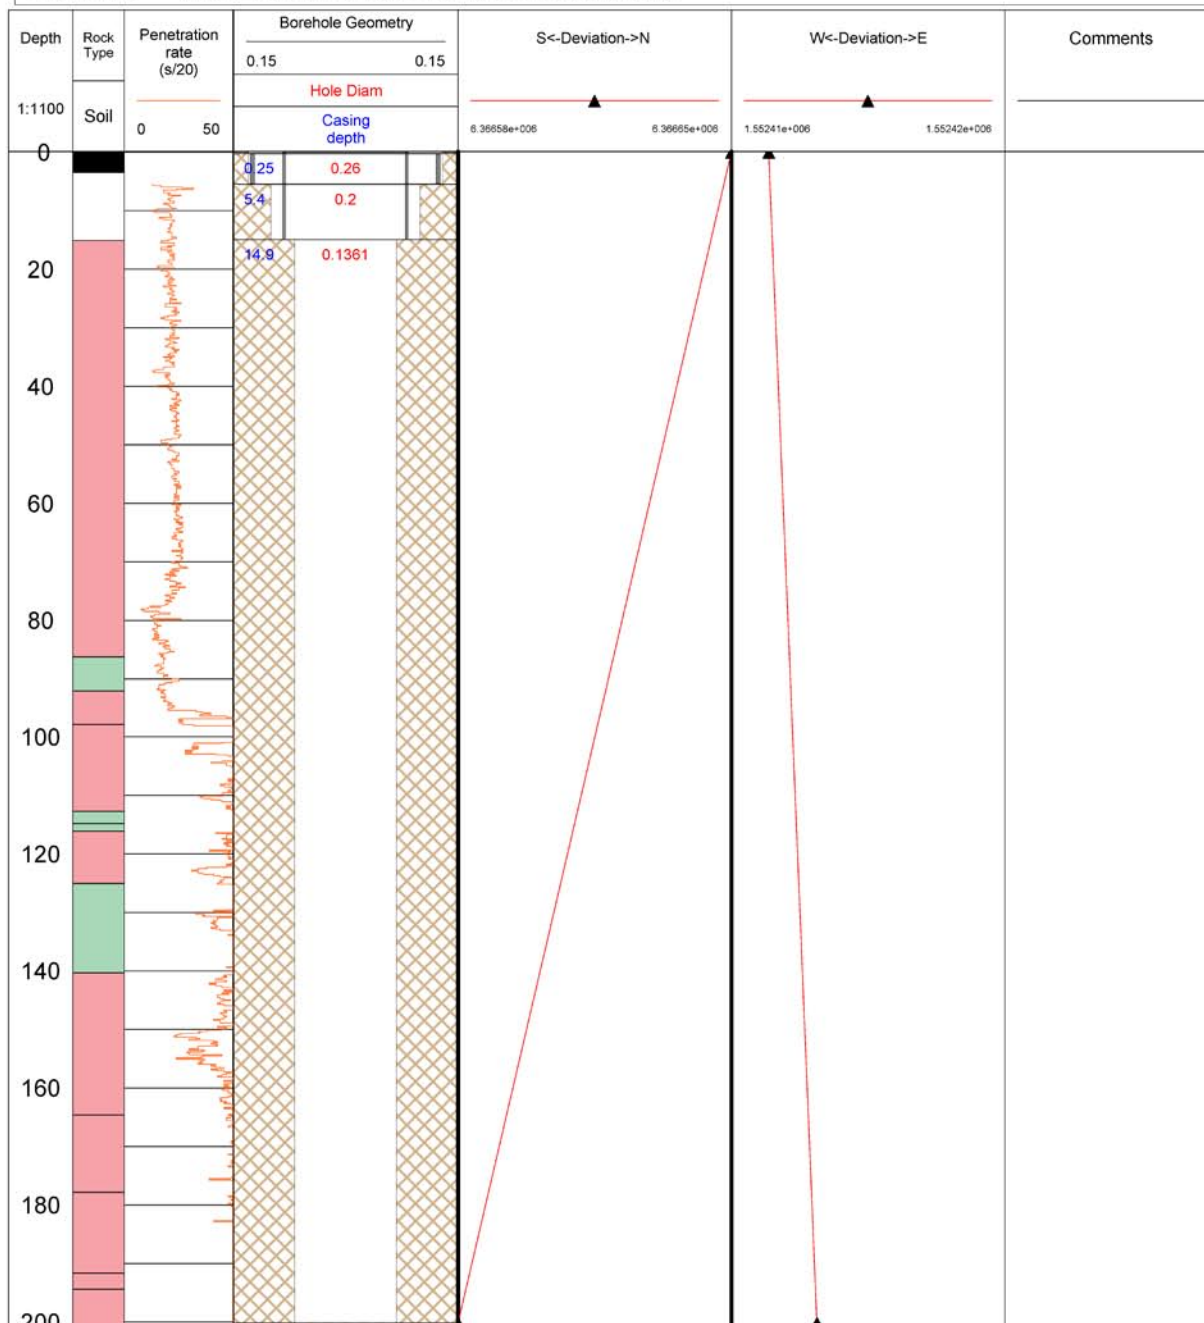 Depth
Rock
Type
Penetration
rate
(s/20)
Borehole Geometry
0.15 0.15
S<-Deviation->N
W<-Deviation->E
Comments
Hole Diam
1:1100
Soil
0 50
Casing
depth
6.36658e+006 6.36665e+006
1.55241e+006 1.55242e+006
0
0.25 0.26
5.4 0.2
14.9 0.1361
20
40
60
80
100
120
140
160
180
200